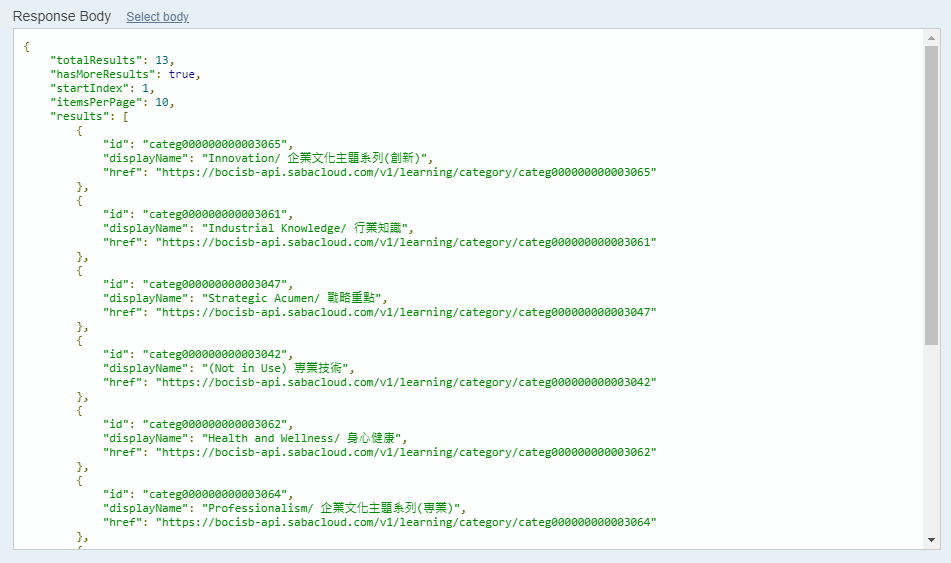 Response Body Select body
{
"totalResults": 13,
"hasMoreResults": true,
"startIndex": 1,
"itemsPerPage": 10,
"results": [
{
"id": "categ000000000003065",
"displayName": "Innovation/ 企業文化主題系列(創新)",
"href": "https://bocisb-api.sabacloud.com/v1/learning/category/categ000000000003065"
},
{
"id": "categ000000000003061",
"displayName": "Industrial Knowledge/ 行業知識",
"href": "https://bocisb-api.sabacloud.com/v1/learning/category/categ000000000003061"
},
{
"id": "categ000000000003047",
"displayName": "Strategic Acumen/ 戰略重點",
"href": "https://bocisb-api.sabacloud.com/v1/learning/category/categ000000000003047"
},
{
"id": "categ000000000003042",
"displayName": "(Not in Use) 專業技術",
"href": "https://bocisb-api.sabacloud.com/v1/learning/category/categ000000000003042"
},
{
"id": "categ000000000003062",
"displayName": "Health and Wellness/ 身心健康",
"href": "https://bocisb-api.sabacloud.com/v1/learning/category/categ000000000003062"
},
{
"id": "categ000000000003064",
"displayName": "Professionalism/ 企業文化主題系列(專業)",
"href": "https://bocisb-api.sabacloud.com/v1/learning/category/categ000000000003064"
},
{